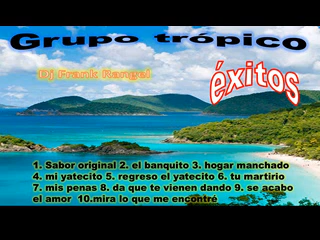 Grupo trópico
Dj Frank Rangel
éxitos
1. Sabor original 2. el banquito 3. hogar manchado
4. mi yatecito 5. regreso el yatecito 6. tu martirio
7. mis penas 8. da que te vienen dando 9. se acabo
el amor 10.mira lo que me encontré